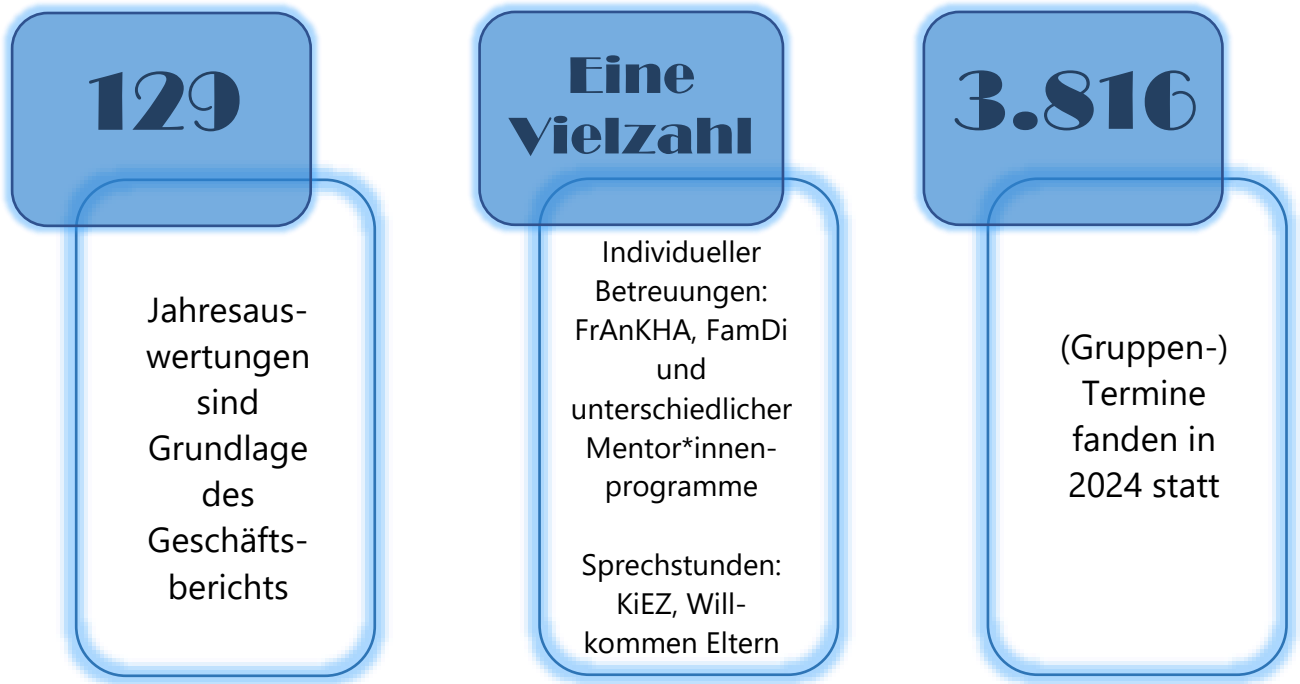 129
Jahresaus-
wertungen
sind
Grundlage
des
Geschäfts-
berichts
Eine
Vielzahl
Individueller
Betreuungen:
FrAnKHA, FamDi
und
unterschiedlicher
Mentor*innen-
programme
Sprechstunden:
KiEZ, Will-
kommen Eltern
3.816
(Gruppen-)
Termine
fanden in
2024 statt